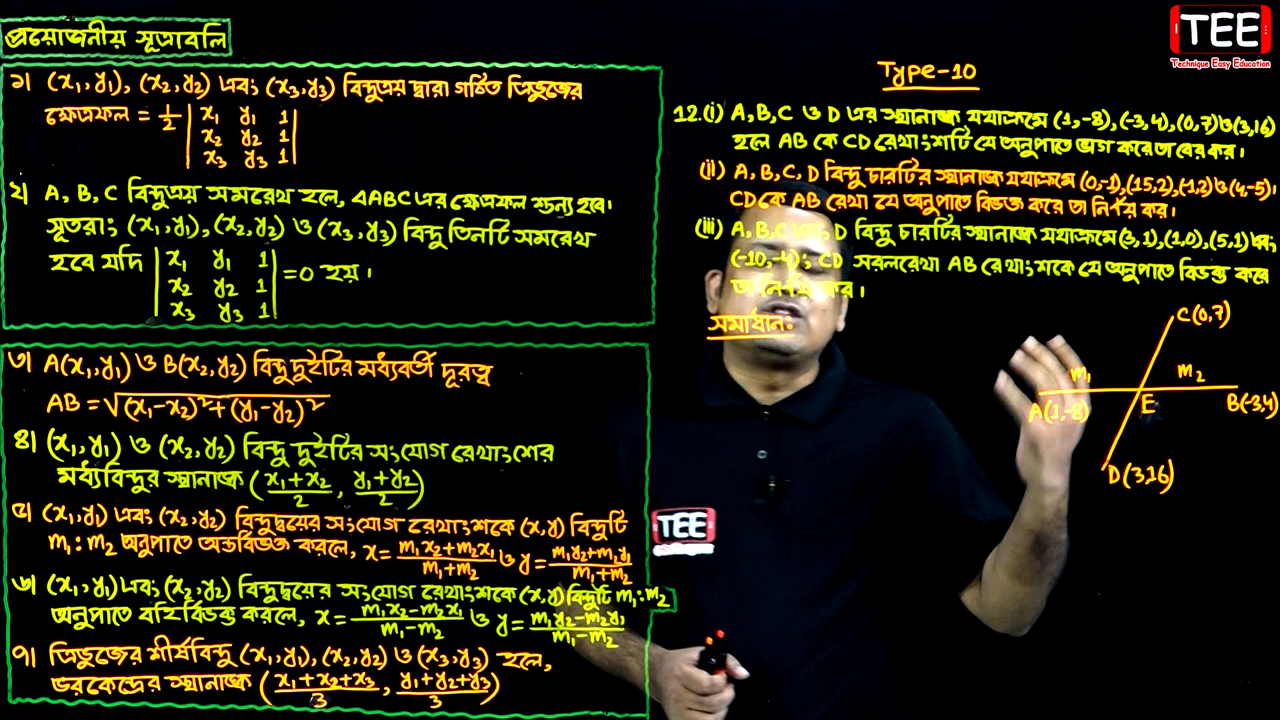 প্রয়োজনীয় সূত্রাবলি
১। (x₁, y₁), (x₂, y₂) এবং (x₃, y₃) বিন্দুত্রয় দ্বারা গঠিত ত্রিভুজের
ক্ষেত্রফল = 1/2 | x₁ y₁ 1 |
| x₂ y₂ 1 |
| x₃ y₃ 1 |
২। A, B, C বিন্দুত্রয় সমরেখ হলে, ΔABC এর ক্ষেত্রফল শূন্য হবে।
সুতরাং (x₁, y₁), (x₂, y₂) ও (x₃, y₃) বিন্দু তিনটি সমরেখ
হবে যদি | x₁ y₁ 1 |
| x₂ y₂ 1 | = 0 হয়।
| x₃ y₃ 1 |
৩। A(x₁, y₁) ও B(x₂, y₂) বিন্দু দুইটির মধ্যবর্তী দূরত্ব
AB = √(x₁-x₂)²+(y₁-y₂)²
৪। (x₁, y₁) ও (x₂, y₂) বিন্দু দুইটির সংযোগ রেখাংশের
মধ্যবিন্দুর স্থানাঙ্ক (x₁+x₂/2, y₁+y₂/2)
৫। (x₁, y₁) এবং (x₂, y₂) বিন্দুদ্বয়ের সংযোগ রেখাংশকে (x, y) বিন্দুটি
m₁ : m₂ অনুপাতে অন্তর্বিভক্ত করলে, x = m₁x₂+m₂x₁/m₁+m₂ ও y = m₁y₂+m₂y₁/m₁+m₂
৬। (x₁, y₁) এবং (x₂, y₂) বিন্দুদ্বয়ের সংযোগ রেখাংশকে (x, y) বিন্দুটি m₁ : m₂
অনুপাতে বহির্বিভক্ত করলে, x = m₁x₂-m₂x₁/m₁-m₂ ও y = m₁y₂-m₂y₁/m₁-m₂
৭। ত্রিভুজের শীর্ষবিন্দু (x₁, y₁), (x₂, y₂) ও (x₃, y₃) হলে,
ভরকেন্দ্রের স্থানাঙ্ক (x₁+x₂+x₃/3, y₁+y₂+y₃/3)
TEE
Technique Easy Education
Type-10
12. (i) A, B, C ও D এর স্থানাঙ্ক যথাক্রমে (1, -8), (-3, 4), (0, 7) ও (3, 16)
হলে AB কে CD রেখাংশটি যে অনুপাতে ভাগ করে তা বের কর।
(ii) A, B, C, D বিন্দু চারটির স্থানাঙ্ক যথাক্রমে (0, -1), (15, 2), (-1, 2) ও (4, -5)।
CD কে AB রেখা যে অনুপাতে বিভক্ত করে তা নির্ণয় কর।
(iii) A, B, C D বিন্দু চারটির স্থানাঙ্ক যথাক্রমে (3, 1), (1, 0), (5, 1)
(-10, -4); CD সরলরেখা AB রেখাংশকে যে অনুপাতে বিভক্ত করে
তা নির্ণয় কর।
সমাধান:
C(0, 7)
m₁ m₂
A(1, -8) E B(-3, 4)
D(3, 16)
TEE